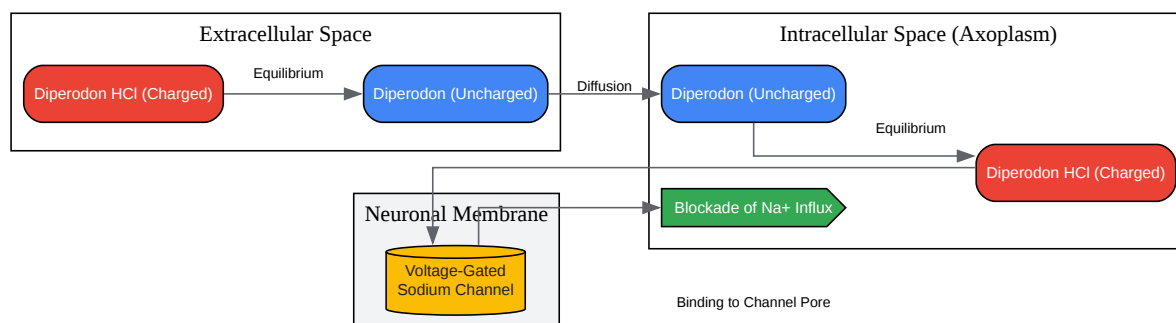 Extracellular Space
Intracellular Space (Axoplasm)
Diperodon HCl (Charged)
Equilibrium
Diperodon (Uncharged)
Diffusion
Diperodon (Uncharged)
Equilibrium
Diperodon HCl (Charged)
Blockade of Na+ Influx
Neuronal Membrane
Voltage-Gated
Sodium Channel
Binding to Channel Pore